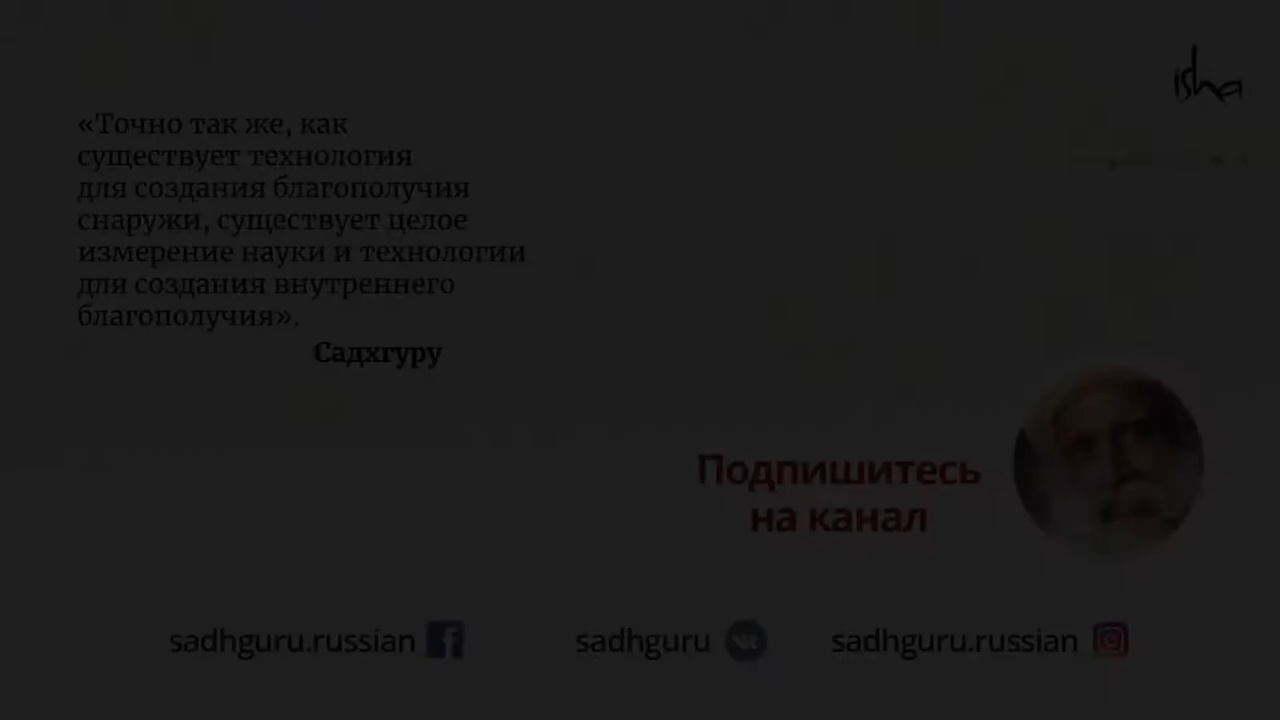 isha
«Точно так же, как
существует технология
для создания благополучия
снаружи, существует целое
измерение науки и технологии
для создания внутреннего
благополучия».
Садхгуру
Подпишитесь
на канал
sadhguru.russian
sadhguru
sadhguru.russian